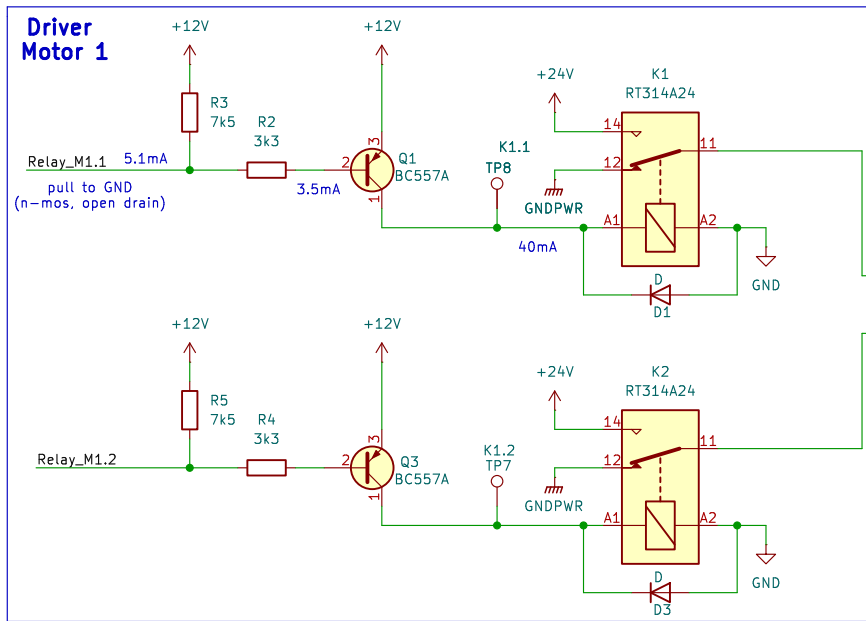 Driver
Motor 1
+12V
+12V
+24V
K1
RT314A24
R3
7k5
R2
3k3
14
11
K1.1
TP8
3
Q1
BC557A
Relay_M1.1
5.1mA
2
12
pull to GND
(n-mos, open drain)
3.5mA
1
GNDPWR
A1
A2
40mA
D
D1
GND
+12V
+12V
+24V
K2
RT314A24
R5
7k5
R4
3k3
14
11
3
K1.2
TP7
Q3
BC557A
Relay_M1.2
2
12
1
GNDPWR
A1
A2
D
D3
GND